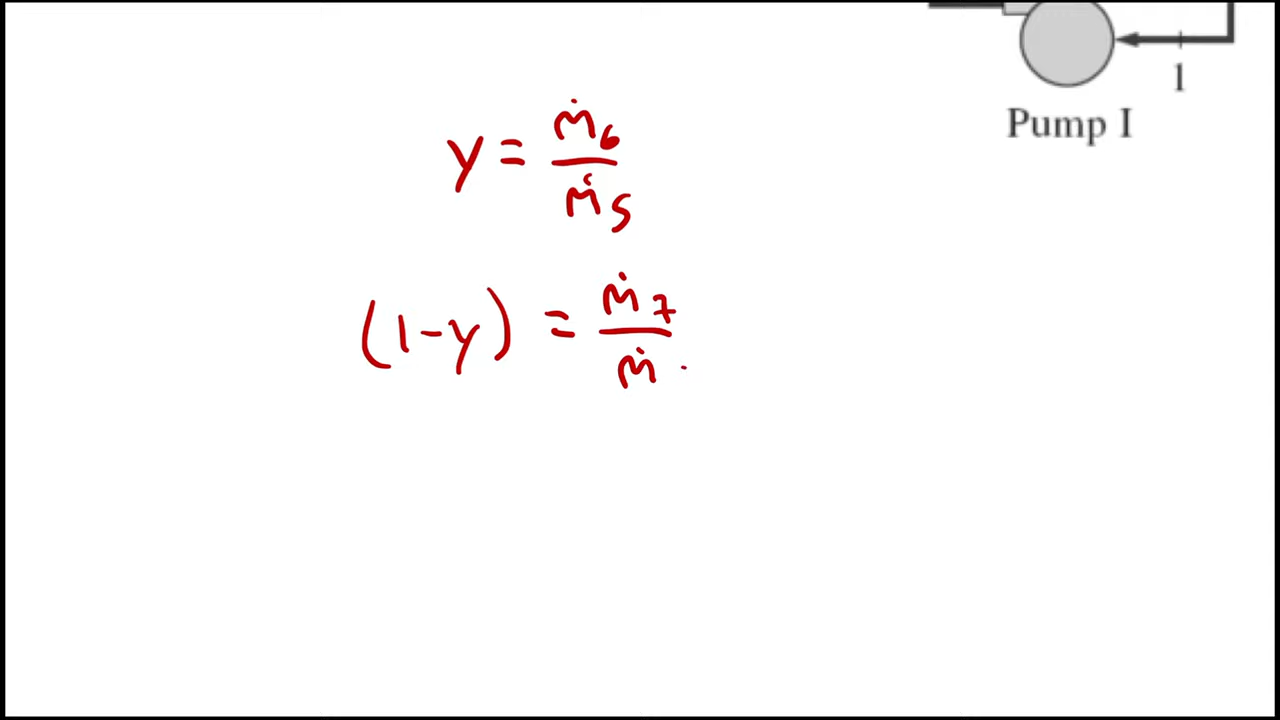 1
Pump I
y = ṁ6 / ṁ5
(1-y) = ṁ7 / ṁ